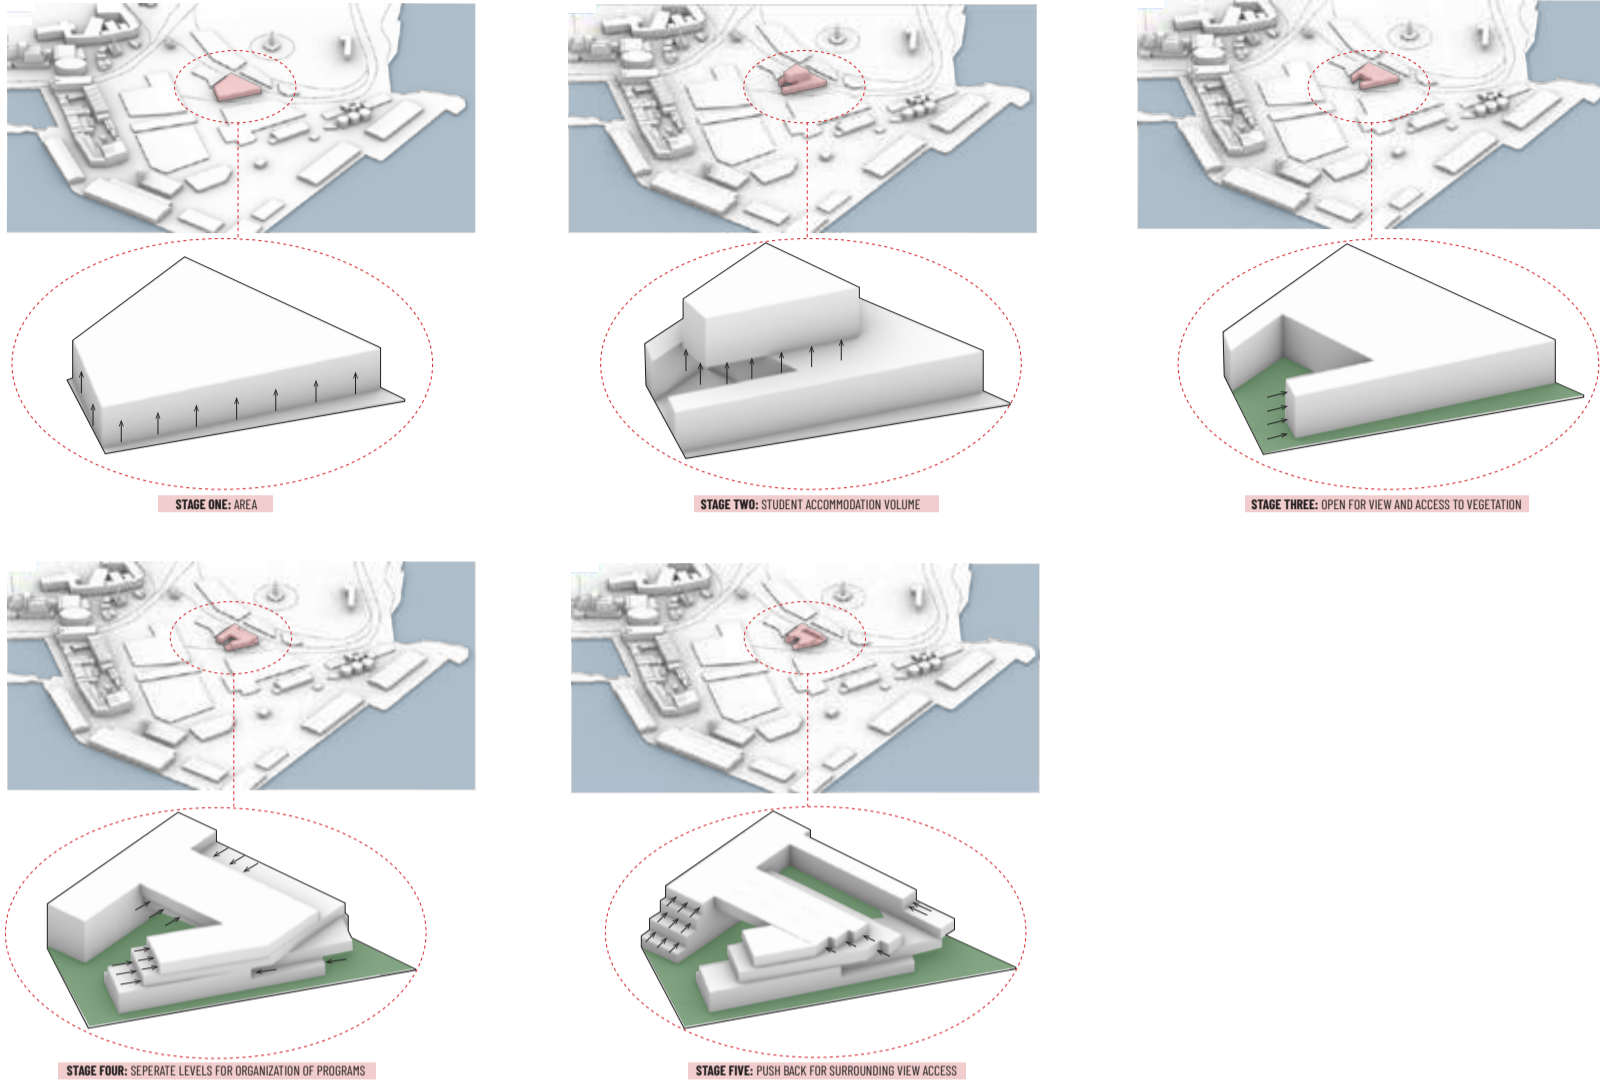 STAGE ONE: AREA
STAGE TWO: STUDENT ACCOMMODATION VOLUME
STAGE THREE: OPEN FOR VIEW AND ACCESS TO VEGETATION
STAGE FOUR: SEPERATE LEVELS FOR ORGANIZATION OF PROGRAMS
STAGE FIVE: PUSH BACK FOR SURROUNDING VIEW ACCESS